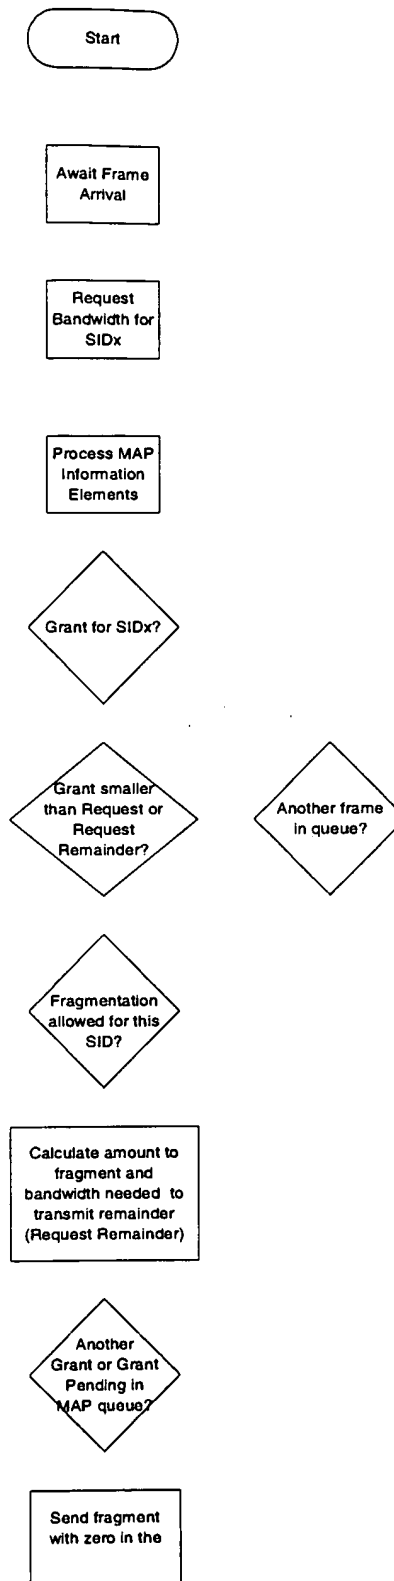 Start
Await Frame
Arrival
Request
Bandwidth for
SIDx
Process MAP
Information
Elements
Grant for SIDx?
Grant smaller
than Request or
Request
Remainder?
Another frame
in queue?
Fragmentation
allowed for this
SID?
Calculate amount to
fragment and
bandwidth needed to
transmit remainder
(Request Remainder)
Another
Grant or Grant
Pending in
MAP queue?
Send fragment
with zero in the